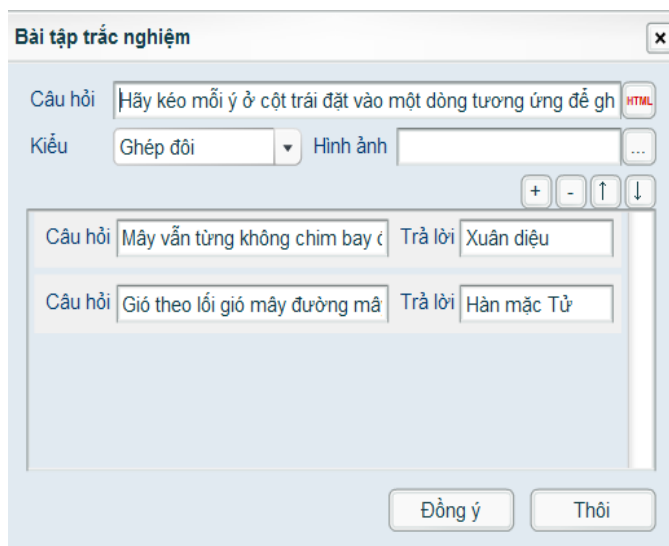 Bài tập trắc nghiệm ×
Câu hỏi Hãy kéo mỗi ý ở cột trái đặt vào một dòng tương ứng để gh HTML
Kiểu Ghép đôi Hình ảnh ...
+ - ↑ ↓
Câu hỏi Mây vẫn từng không chim bay Trả lời Xuân diệu
Câu hỏi Gió theo lối gió mây đường mâ Trả lời Hàn mặc Tử
Đồng ý Thôi